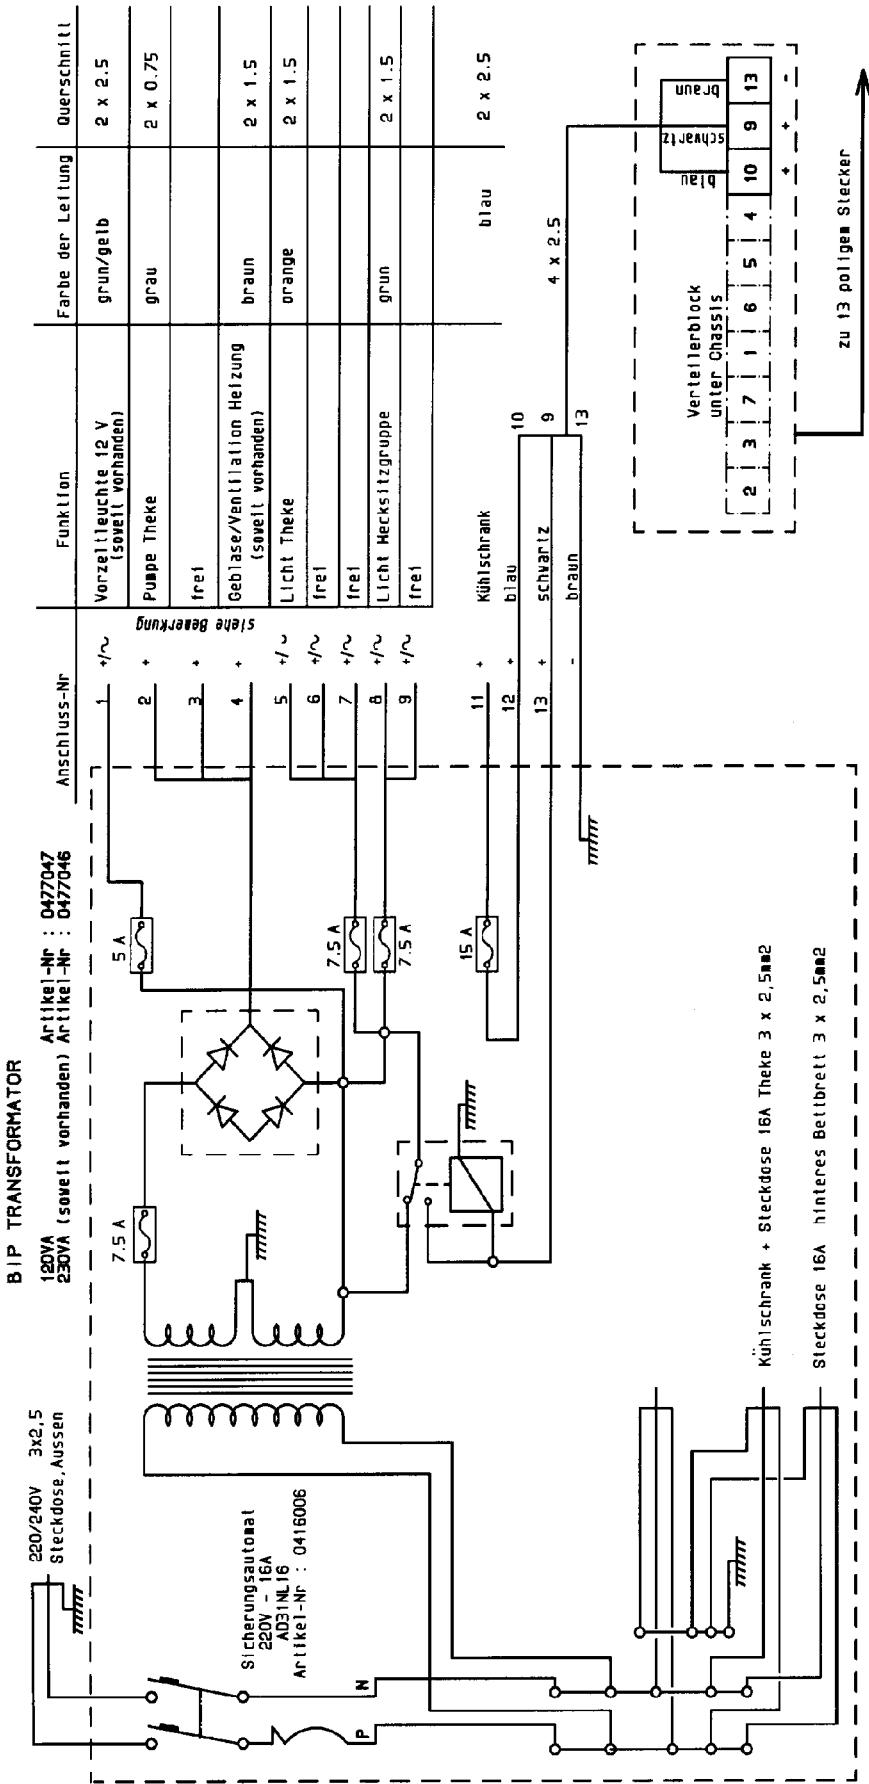 BIP TRANSFORMATOR
120VA Artikel-Nr : 0477047
230VA (soweit vorhanden) Artikel-Nr : 0477046
220/240V 3x2,5
Steckdose, Aussen
Sicherungsautomat
220V - 16A
AD31NL16
Artikel-Nr : 0416006
P
N
7.5 A
5 A
7.5 A
7.5 A
15 A
Anschluss-Nr Funktion Farbe der Leitung Querschnitt
siehe Bemerkung
1 +/~ Vorzeltleuchte 12 V grun/gelb 2 x 2.5
(soweit vorhanden)
2 + Pumpe Theke grau 2 x 0.75
3 + frei
4 + Geblase/Ventilation Heizung braun 2 x 1.5
(soweit vorhanden)
5 +/~ Licht Theke orange 2 x 1.5
6 +/~ frei
7 +/~ frei
8 +/~ Licht Hecksitzgruppe grun 2 x 1.5
9 +/~ frei
11 + Kühlschrank blau 2 x 2.5
12 + blau 10
13 + schwartz 9
- braun 13
4 x 2.5
Verteilerblock
unter Chassis
2 3 7 1 6 5 4 10 9 13
blau schwartz braun
+ + -
zu 13 poligem Stecker
Kühlschrank + Steckdose 16A Theke 3 x 2,5mm2
Steckdose 16A hinteres Bettbrett 3 x 2,5mm2